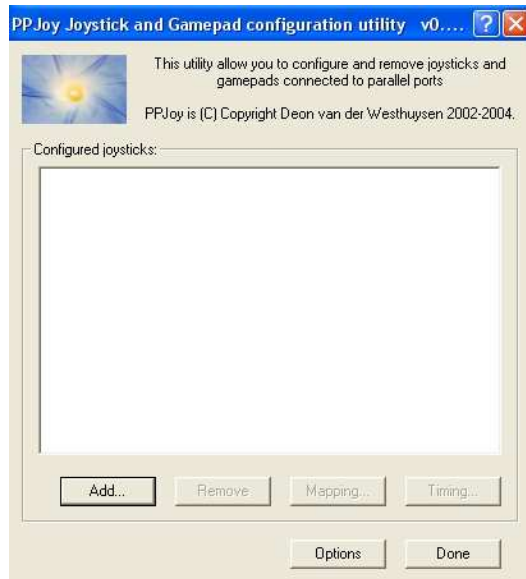 PPJoy Joystick and Gamepad configuration utility v0....
This utility allow you to configure and remove joysticks and
gamepads connected to parallel ports
PPJoy is (C) Copyright Deon van der Westhuysen 2002-2004.
Configured joysticks:
Add... Remove Mapping... Timing...
Options Done